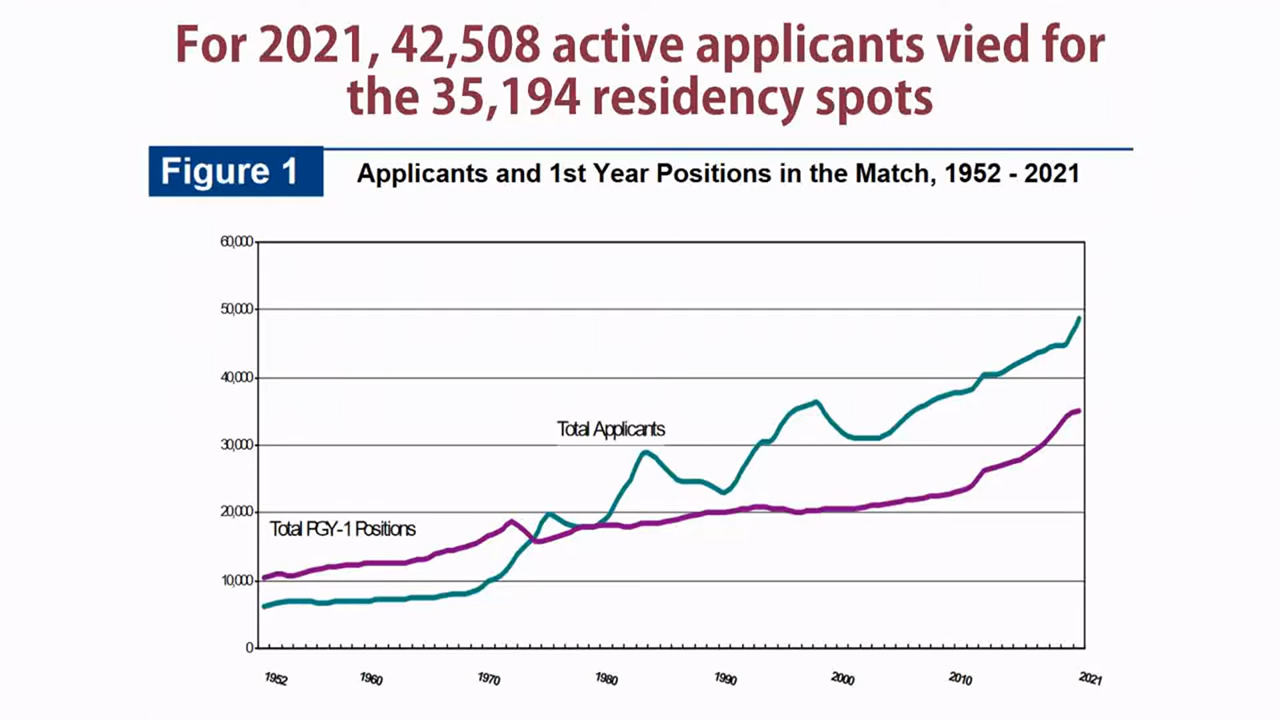 For 2021, 42,508 active applicants vied for
the 35,194 residency spots
Figure 1
Applicants and 1st Year Positions in the Match, 1952 - 2021
60,000
50,000
40,000
Total Applicants
30,000
20,000
Total PGY-1 Positions
10,000
0
1952 1960 1970 1980 1990 2000 2010 2021